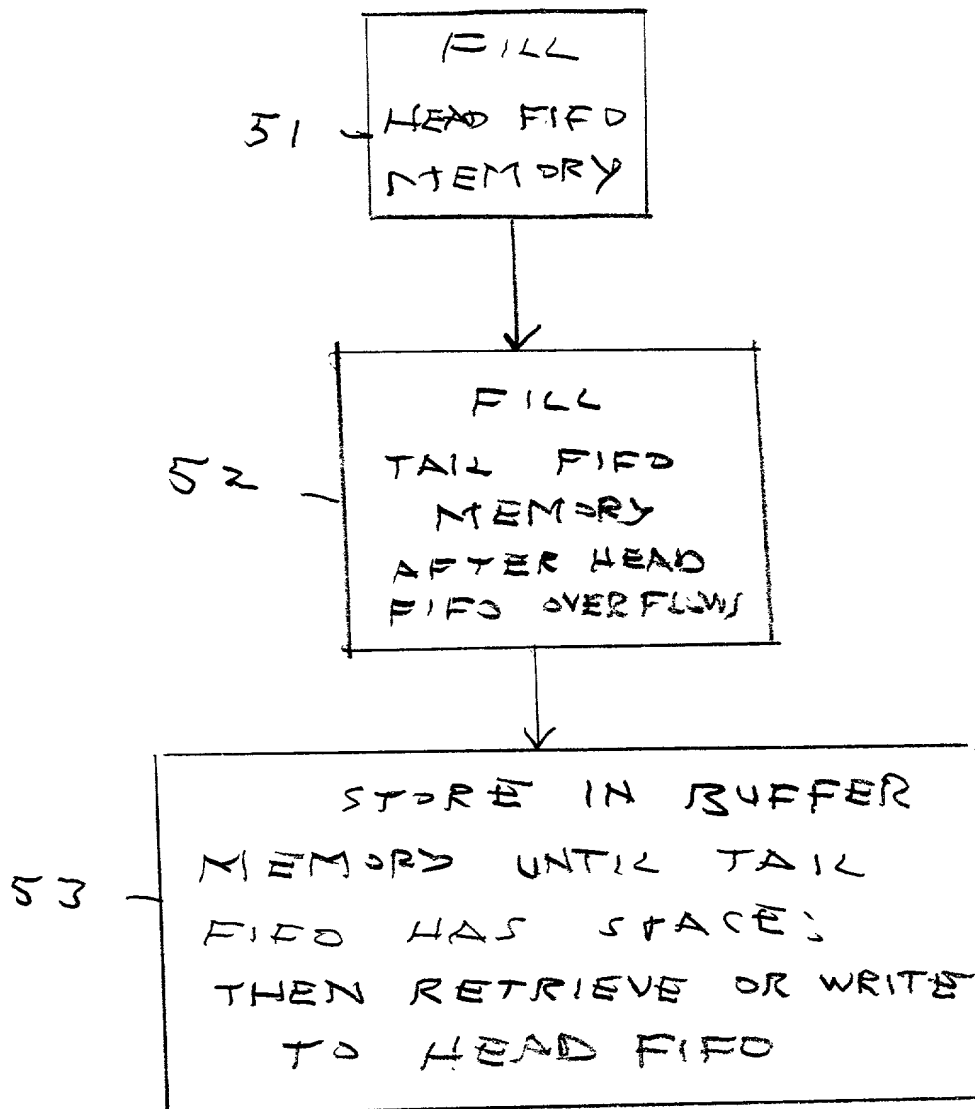 FILL
51 HEAD FIFO
MEMORY
FILL
52 TAIL FIFO
MEMORY
AFTER HEAD
FIFO OVERFLOWS
STORE IN BUFFER
53 MEMORY UNTIL TAIL
FIFO HAS SPACE;
THEN RETRIEVE OR WRITE
TO HEAD FIFO